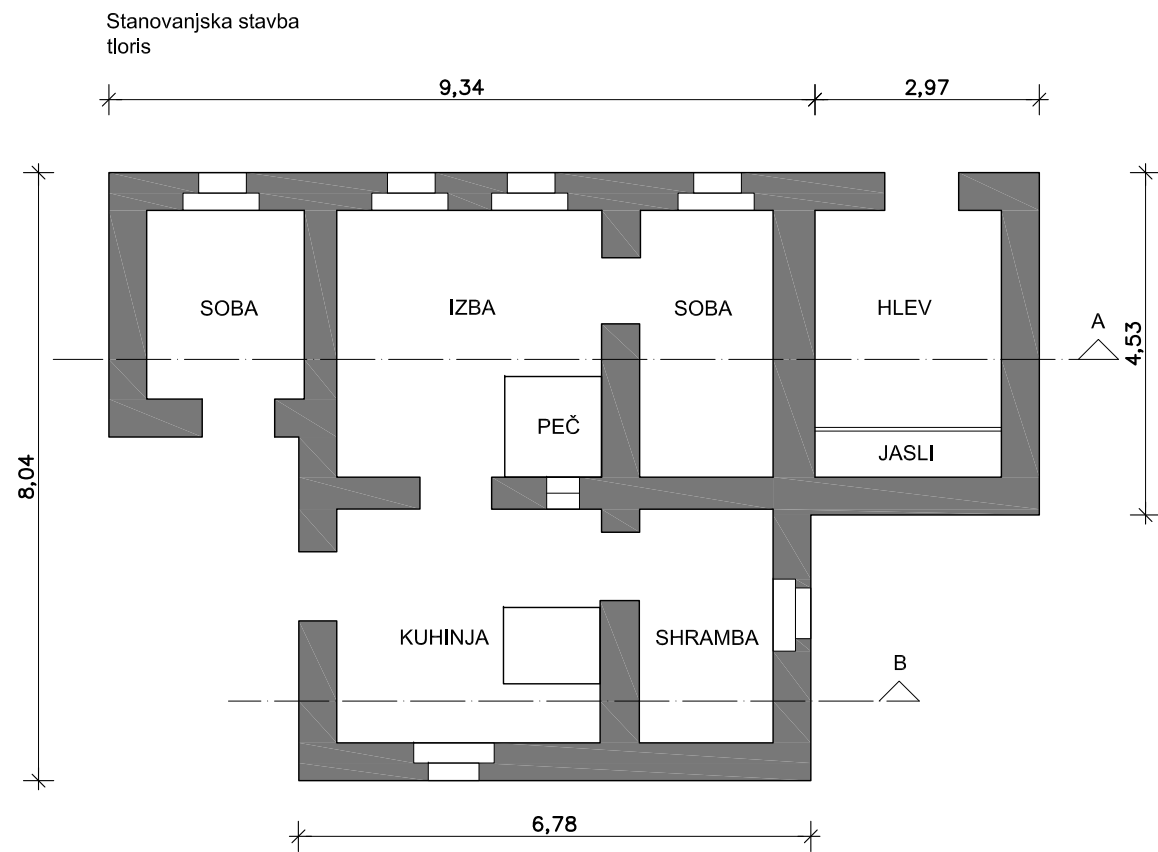 Stanovanjska stavba
tloris
9,34
2,97
SOBA
IZBA
SOBA
HLEV
A
4,53
PEČ
JASLI
8,04
KUHINJA
SHRAMBA
B
6,78